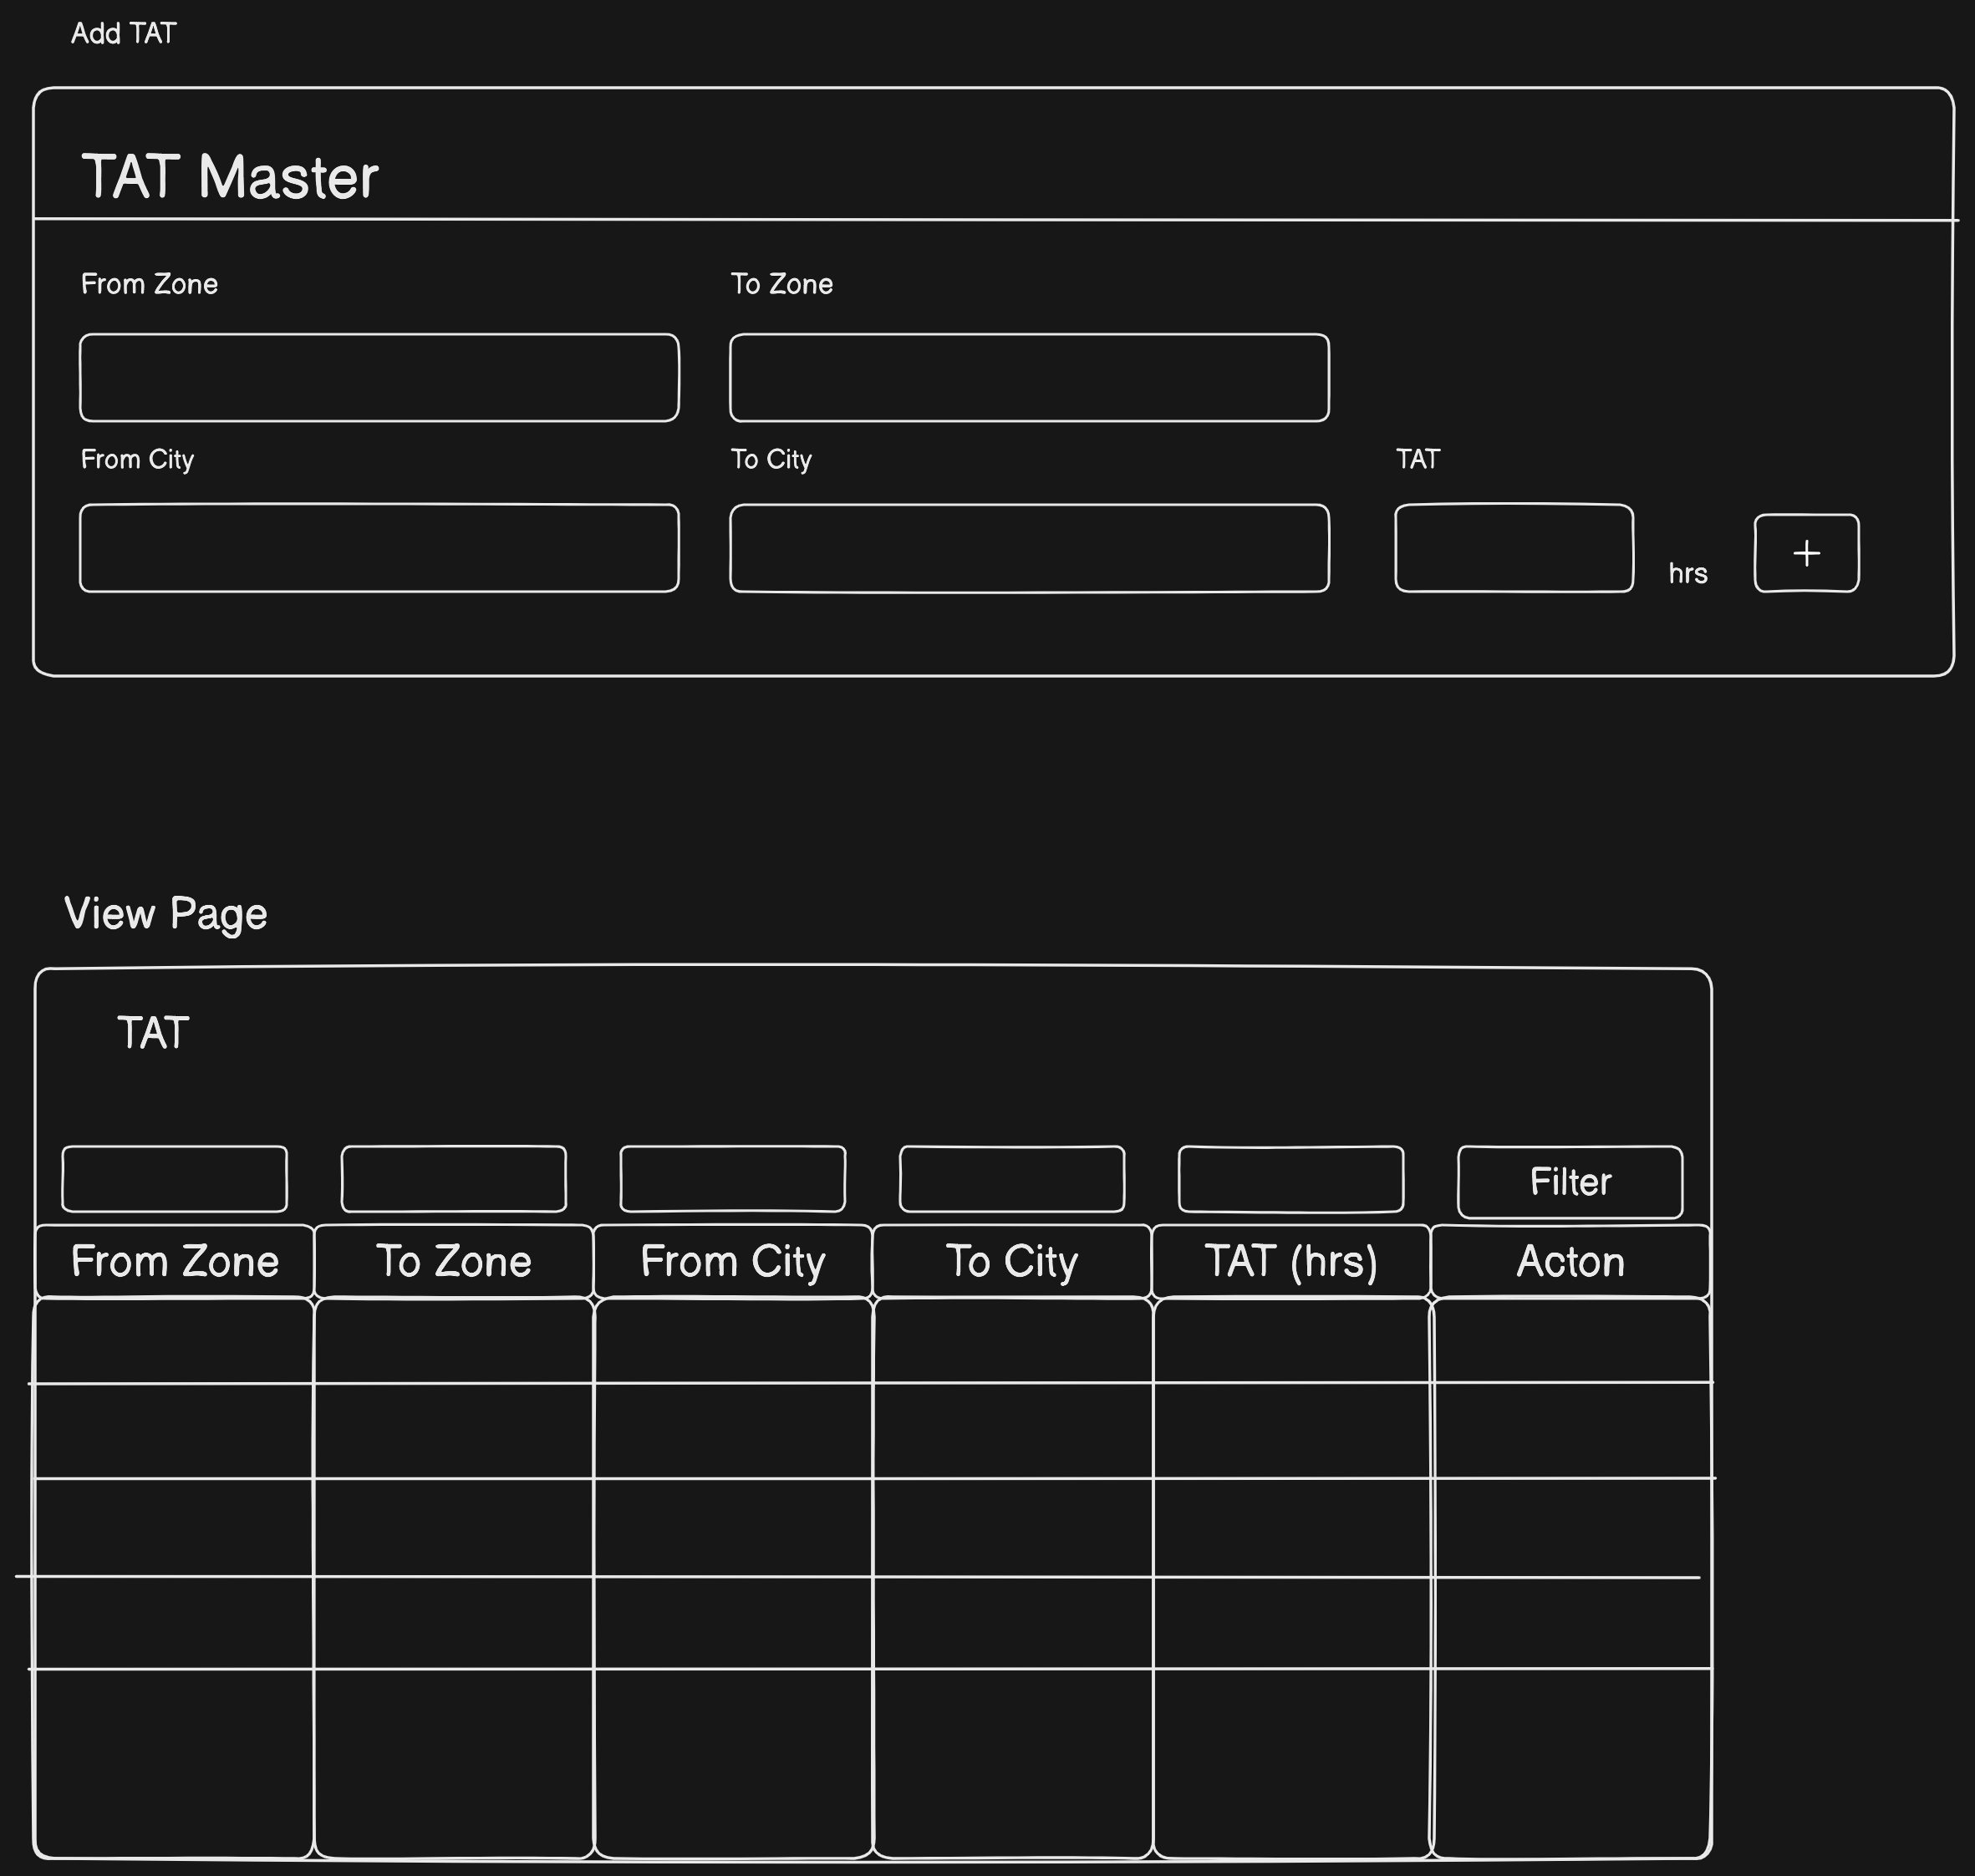 Add TAT
TAT Master
From Zone To Zone
From City To City TAT
hrs +
View Page
TAT
Filter
From Zone To Zone From City To City TAT (hrs) Acton